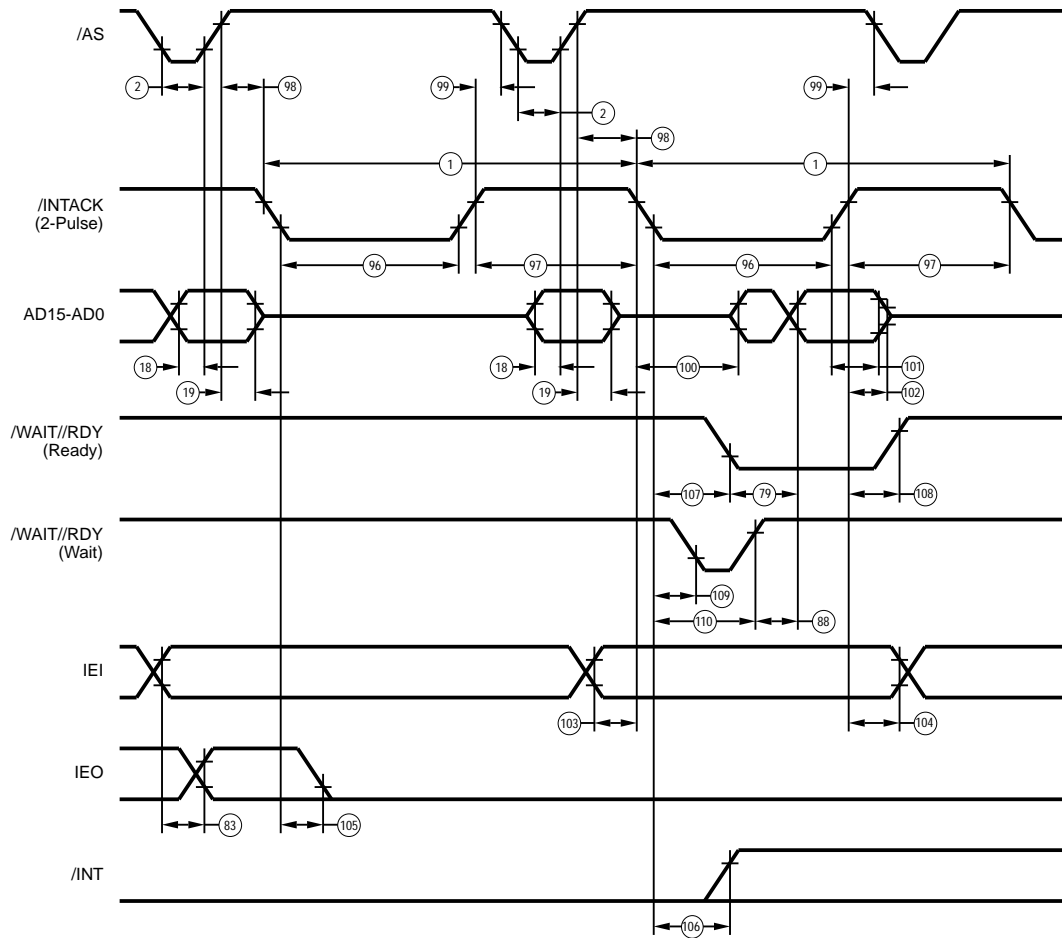 /AS
2
98
99
2
99
98
1
1
/INTACK
(2-Pulse)
96
97
96
97
AD15-AD0
18
18
100
101
19
19
102
/WAIT//RDY
(Ready)
107
79
108
/WAIT//RDY
(Wait)
109
110
88
IEI
103
104
IEO
83
105
/INT
106